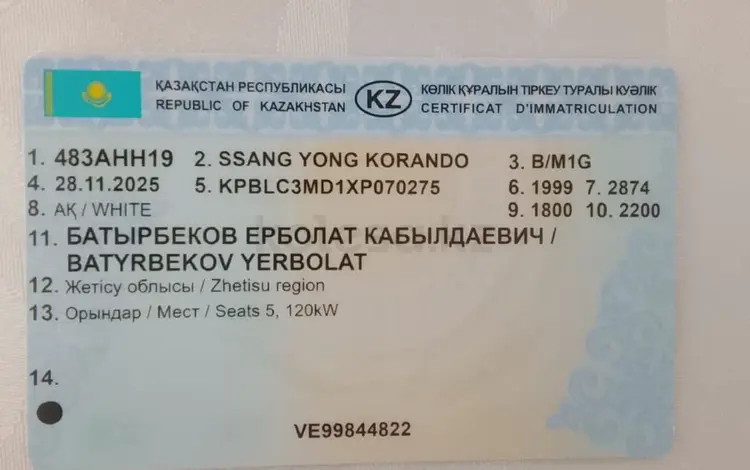 ҚАЗАҚСТАН РЕСПУБЛИКАСЫ
REPUBLIC OF KAZAKHSTAN
KZ
КӨЛІК ҚҰРАЛЫН ТІРКЕУ ТУРАЛЫ КУӘЛІК
CERTIFICAT D'IMMATRICULATION
1. 483AHH19 2. SSANG YONG KORANDO 3. B/M1G
4. 28.11.2025 5. KPBLC3MD1XP070275 6. 1999 7. 2874
8. АҚ / WHITE 9. 1800 10. 2200
11. БАТЫРБЕКОВ ЕРБОЛАТ КАБЫЛДАЕВИЧ /
BATYRBEKOV YERBOLAT
12. Жетісу облысы / Zhetisu region
13. Орындар / Мест / Seats 5, 120kW
14.
VE99844822